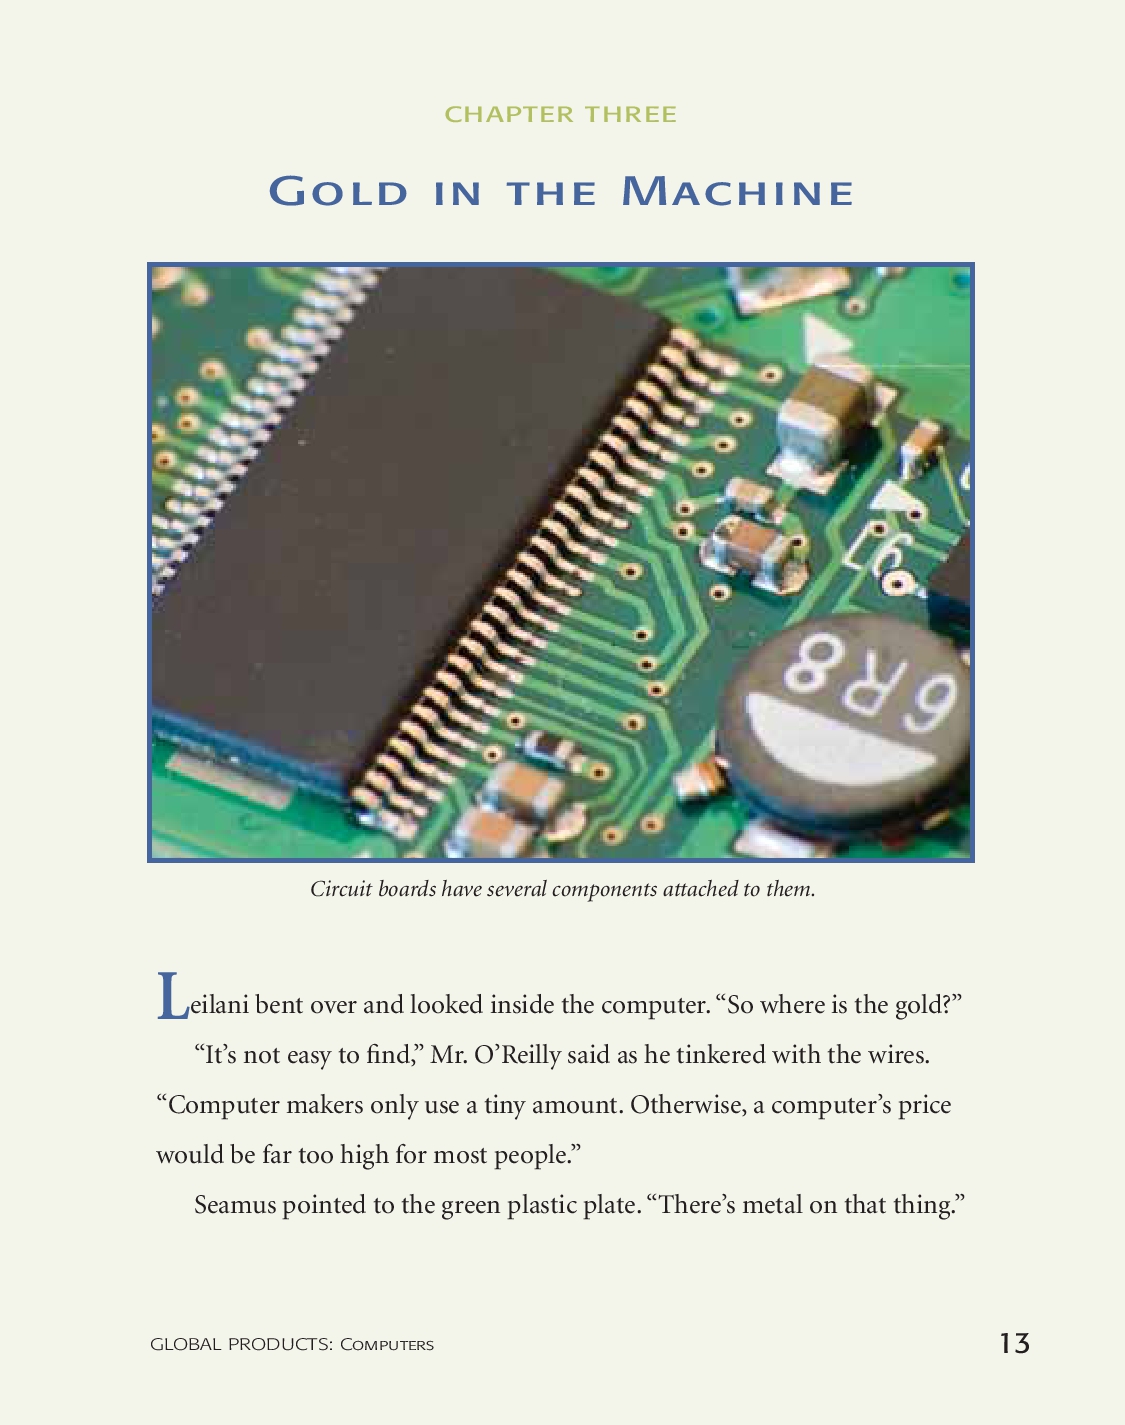 CHAPTER THREE
GOLD IN THE MACHINE
6R8
Circuit boards have several components attached to them.
Leilani bent over and looked inside the computer. “So where is the gold?”
“It’s not easy to find,” Mr. O’Reilly said as he tinkered with the wires.
“Computer makers only use a tiny amount. Otherwise, a computer’s price
would be far too high for most people.”
Seamus pointed to the green plastic plate. “There’s metal on that thing.”
GLOBAL PRODUCTS: COMPUTERS
13